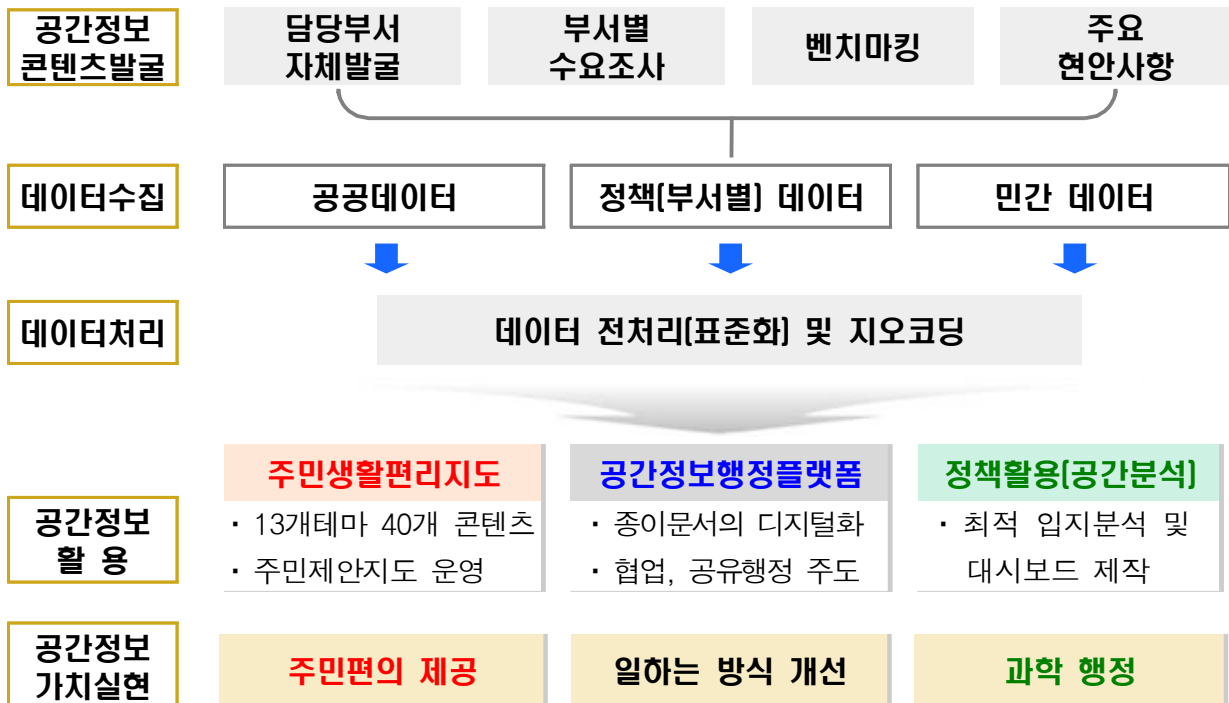 공간정보
콘텐츠발굴
담당부서
자체발굴
부서별
수요조사
벤치마킹
주요
현안사항
데이터수집
공공데이터
정책(부서별) 데이터
민간 데이터
데이터처리
데이터 전처리(표준화) 및 지오코딩
공간정보
활 용
주민생활편리지도
· 13개테마 40개 콘텐츠
· 주민제안지도 운영
공간정보행정플랫폼
· 종이문서의 디지털화
· 협업, 공유행정 주도
정책활용(공간분석)
· 최적 입지분석 및
대시보드 제작
공간정보
가치실현
주민편의 제공
일하는 방식 개선
과학 행정